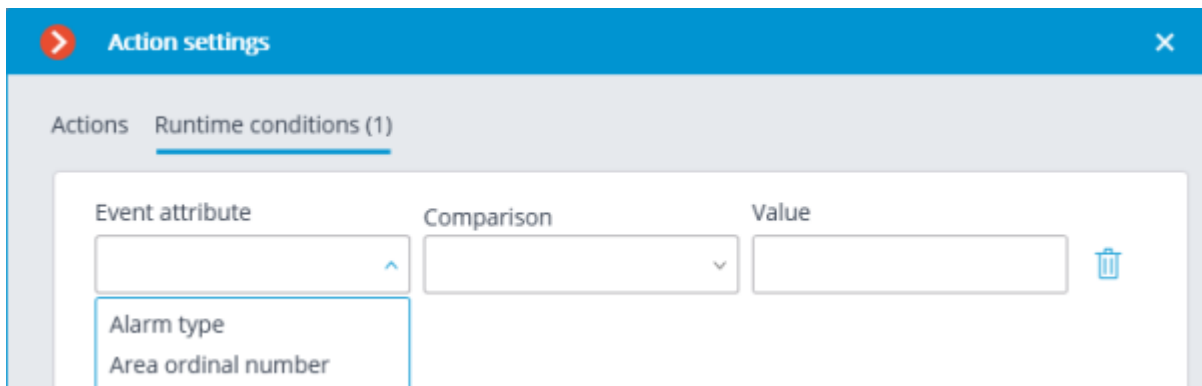 Action settings
Actions Runtime conditions (1)
Event attribute Comparison Value
Alarm type
Area ordinal number